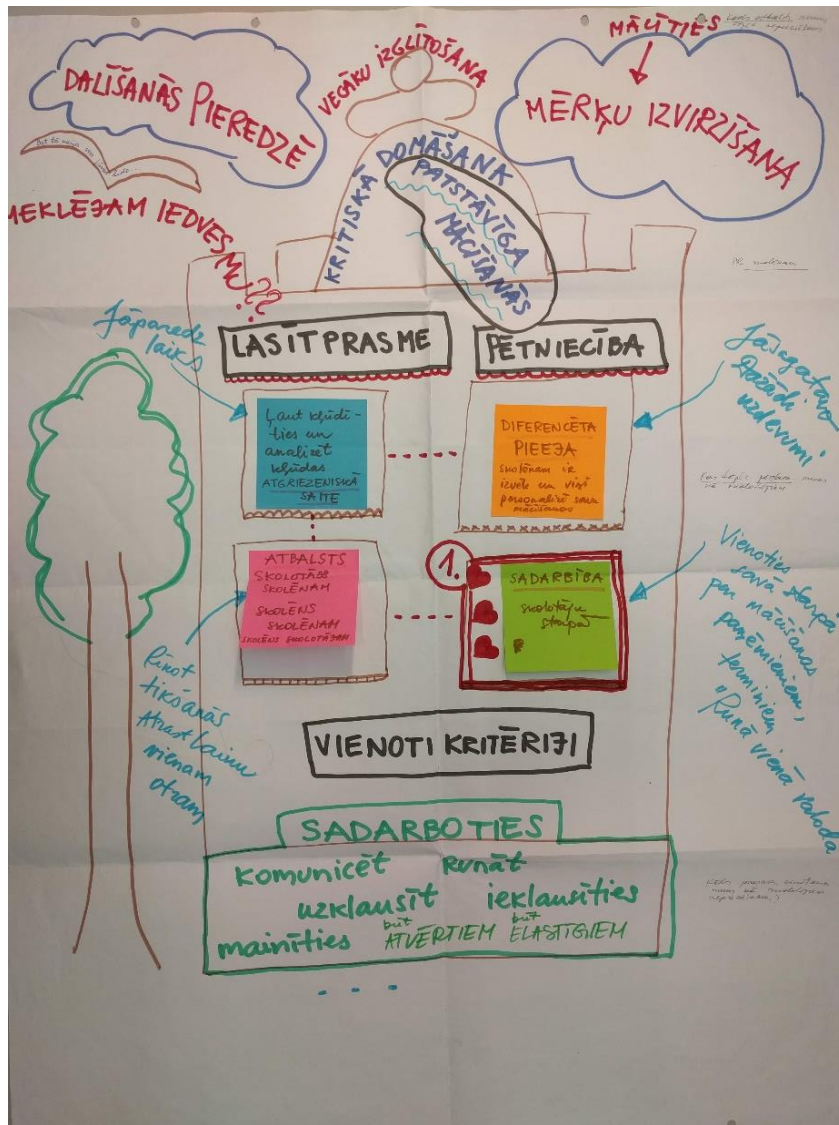 MĀCĪTIES
MĒRĶU IZVIRZĪŠANA
VECĀKU IZGLĪTOŠANA
DALĪŠANĀS PIEREDZĒ
MEKLĒJAM IEDVESMU??
KRITISKĀ DOMĀŠANA
PATSTĀVĪGA
MĀCĪŠANĀS
LASĪTPRASME
PĒTNIECĪBA
Jāparedz
laiks
Ļaut kļūdī-
ties un
analizēt
kļūdas
ATGRIEZENISKĀ
SAITE
DIFERENCĒTA
PIEEJA
skolēnam ir
izvēle un viņš
personalizē savu
mācīšanos
Jāsagatavo
dažādi
uzdevumi
ATBALSTS
SKOLOTĀJS
SKOLĒNAM
SKOLĒNS
SKOLĒNAM
SKOLĒNS SKOLOTĀJAM
1.
SADARBĪBA
skolotāju
starpā
Rīkot
tikšanās
Atrast laiku
vienam
otram
Vienoties
savā starpā
par mācīšanas
paņēmieniem,
terminiem
"Runā vienā valodā
VIENOTI KRITĒRIJI
SADARBOTIES
komunicēt runāt
uzklausīt ieklausīties
mainīties būt ATVĒRTIEM būt ELASTĪGIEM
...